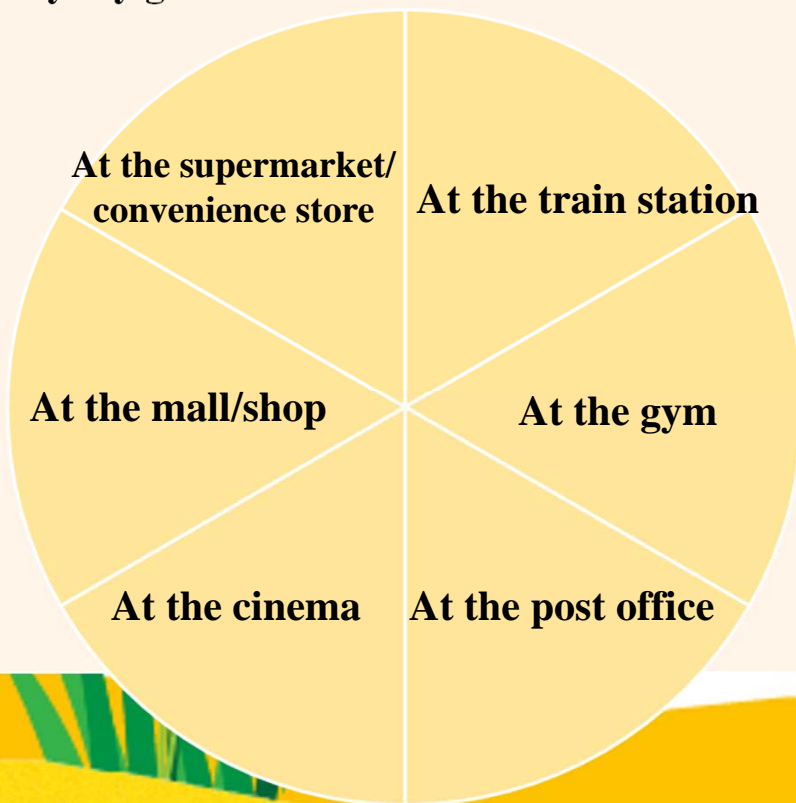 At the supermarket/
convenience store
At the train station
At the mall/shop
At the gym
At the cinema
At the post office